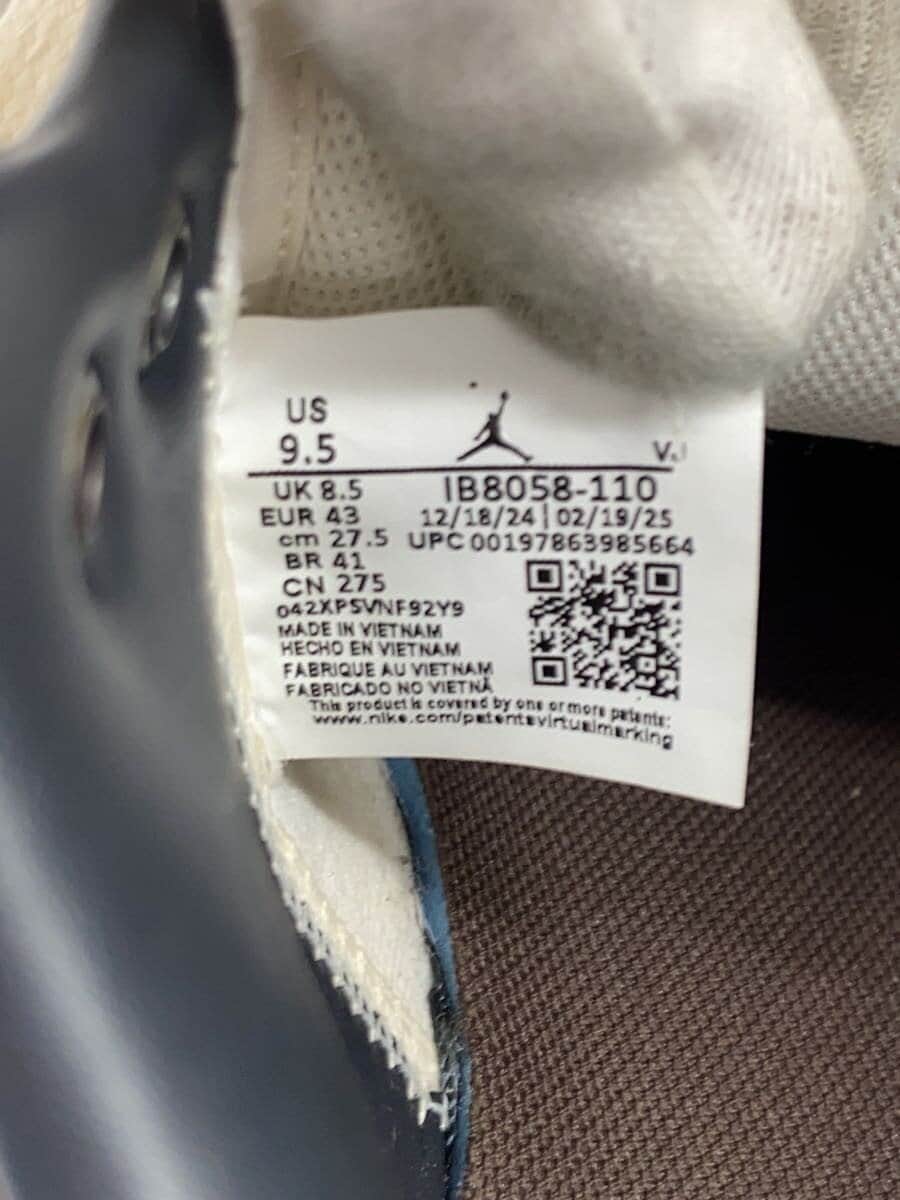 US
9.5
VJ
UK 8.5
IB8058-110
EUR 43
12/18/24 | 02/19/25
cm 27.5
UPC 00197863985664
BR 41
CN 275
042XPSVNF92Y9
MADE IN VIETNAM
HECHO EN VIETNAM
FABRIQUE AU VIETNAM
FABRICADO NO VIETNÃ
This product is covered by one or more patents:
www.nike.com/patentsvirtualmarking